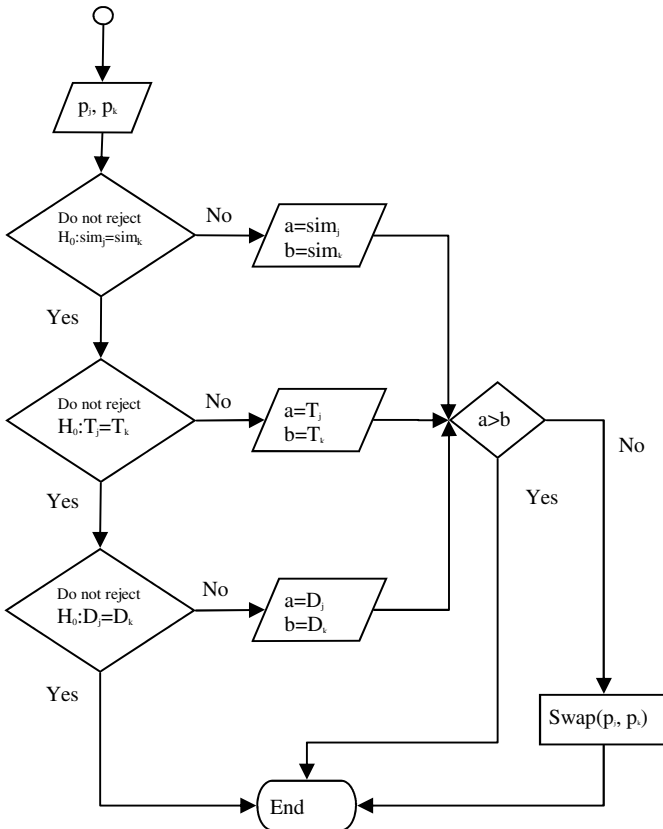 pⱼ, pₖ
Do not reject
H₀:simⱼ=simₖ
No
a=simⱼ
b=simₖ
Yes
Do not reject
H₀:Tⱼ=Tₖ
No
a=Tⱼ
b=Tₖ
a>b
No
Yes
Yes
Do not reject
H₀:Dⱼ=Dₖ
No
a=Dⱼ
b=Dₖ
Yes
Swap(pⱼ, pₖ)
End